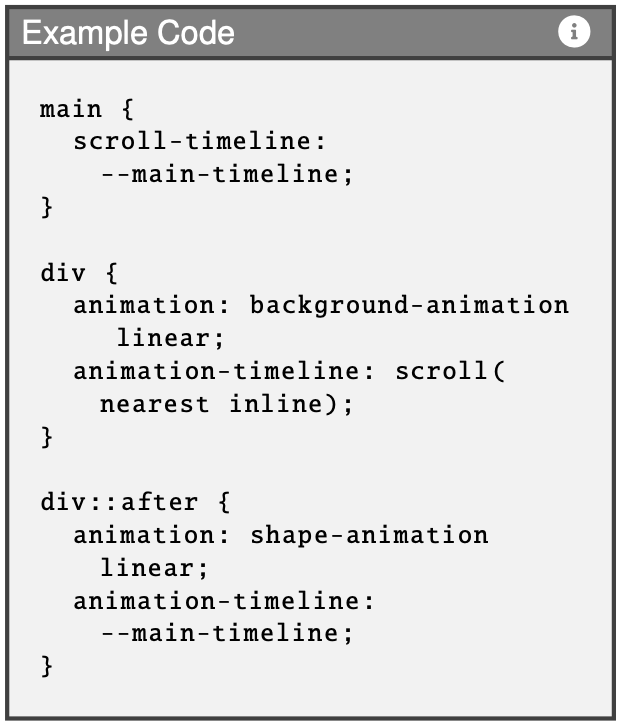 Example Code
main {
  scroll-timeline:
    --main-timeline;
}

div {
  animation: background-animation
     linear;
  animation-timeline: scroll(
    nearest inline);
}

div::after {
  animation: shape-animation
    linear;
  animation-timeline:
    --main-timeline;
}